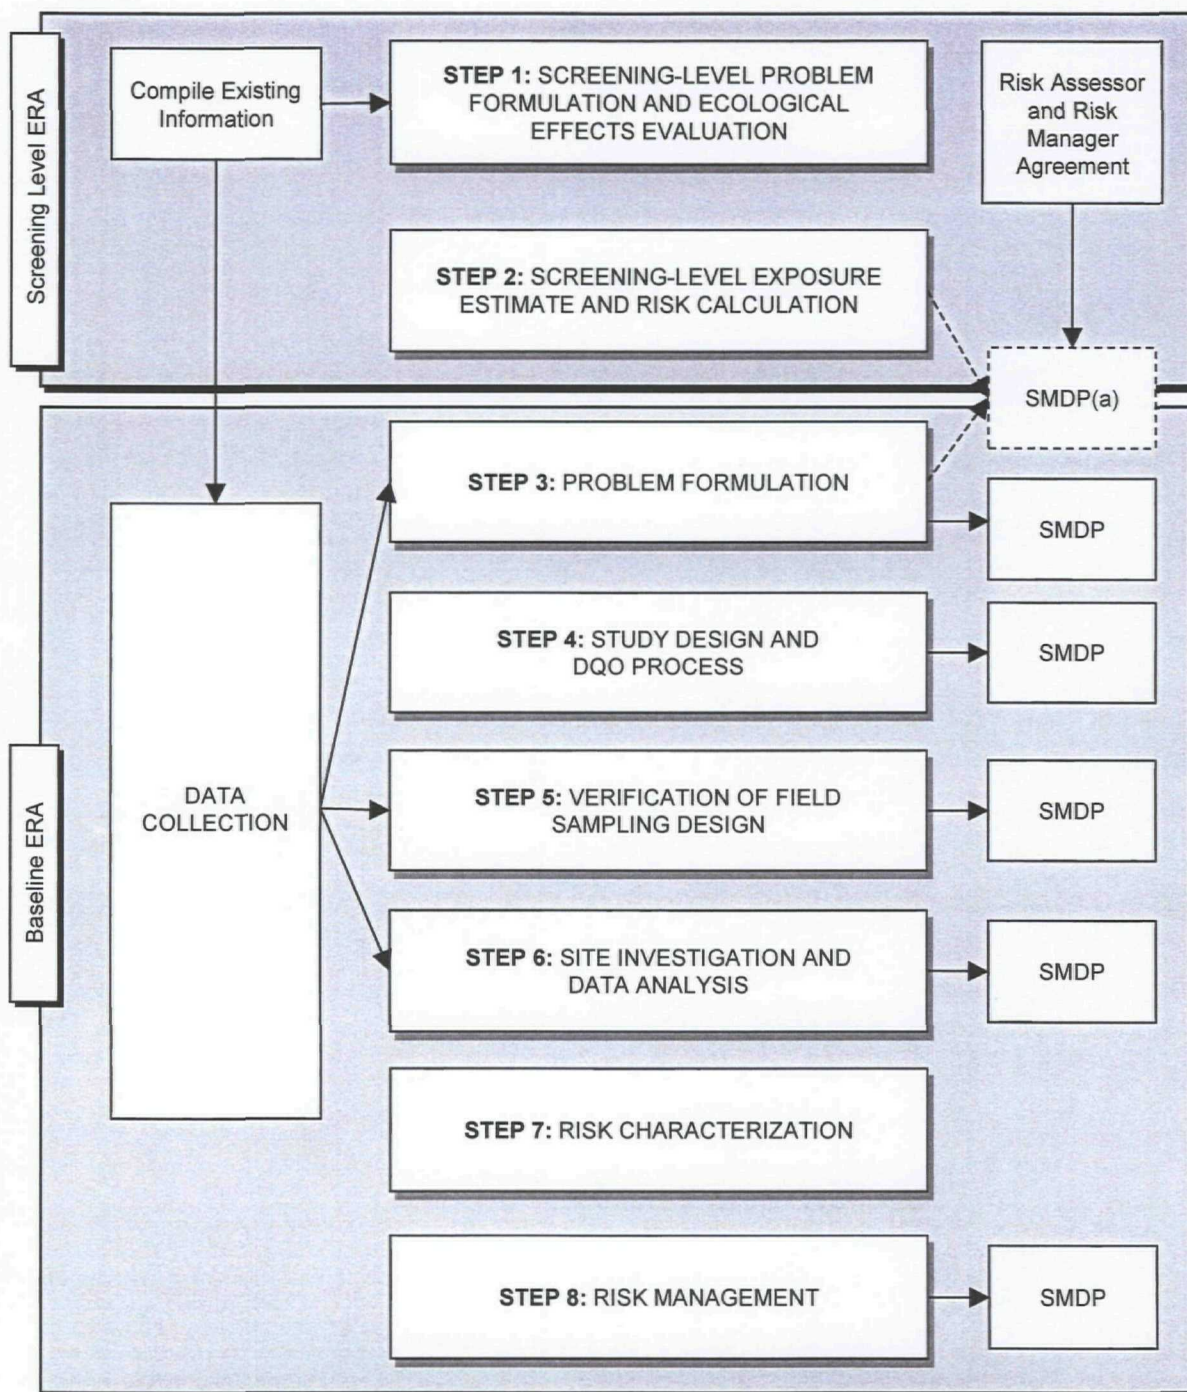 Screening Level ERA
Compile Existing
Information
STEP 1: SCREENING-LEVEL PROBLEM
FORMULATION AND ECOLOGICAL
EFFECTS EVALUATION
Risk Assessor
and Risk
Manager
Agreement
STEP 2: SCREENING-LEVEL EXPOSURE
ESTIMATE AND RISK CALCULATION
SMDP(a)
Baseline ERA
DATA
COLLECTION
STEP 3: PROBLEM FORMULATION
SMDP
STEP 4: STUDY DESIGN AND
DQO PROCESS
SMDP
STEP 5: VERIFICATION OF FIELD
SAMPLING DESIGN
SMDP
STEP 6: SITE INVESTIGATION AND
DATA ANALYSIS
SMDP
STEP 7: RISK CHARACTERIZATION
STEP 8: RISK MANAGEMENT
SMDP